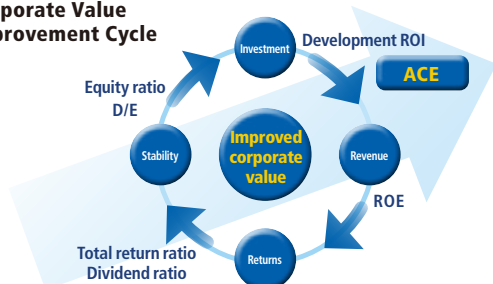 porate Value
provement Cycle
Investment
Development ROI
ACE
Equity ratio
D/E
Improved
corporate
value
Stability
Revenue
ROE
Total return ratio
Dividend ratio
Returns